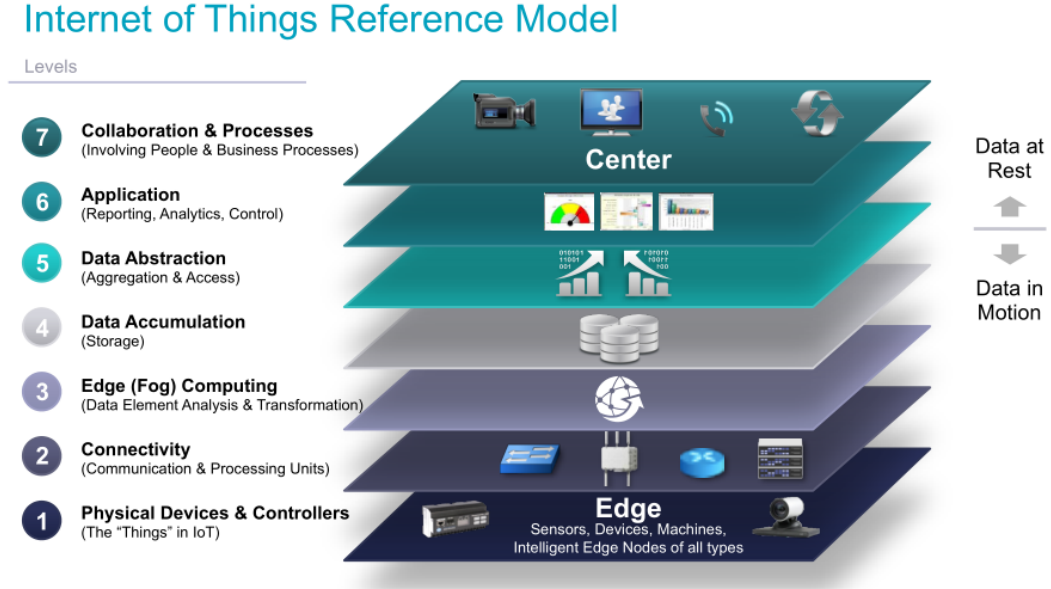 Internet of Things Reference Model
Levels
7
Collaboration & Processes
(Involving People & Business Processes)
6
Application
(Reporting, Analytics, Control)
5
Data Abstraction
(Aggregation & Access)
4
Data Accumulation
(Storage)
3
Edge (Fog) Computing
(Data Element Analysis & Transformation)
2
Connectivity
(Communication & Processing Units)
1
Physical Devices & Controllers
(The “Things” in IoT)
Center
010101
11001
001
Edge
Sensors, Devices, Machines,
Intelligent Edge Nodes of all types
Data at
Rest
Data in
Motion